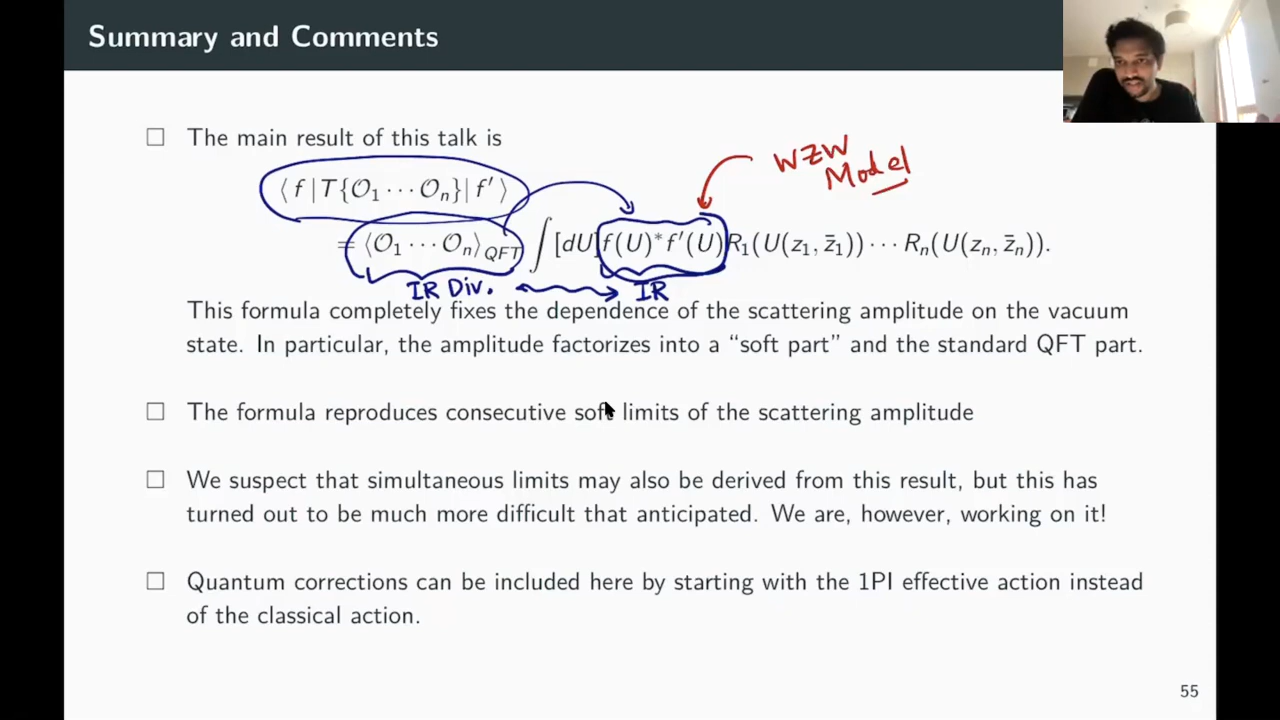 Summary and Comments
□ The main result of this talk is
WZW
Model
⟨f|T{O₁ ⋯ Oₙ}|f′⟩
= ⟨O₁ ⋯ Oₙ⟩QFT ∫[dU]f(U)*f′(U)R₁(U(z₁, z̄₁)) ⋯ Rₙ(U(zₙ, z̄ₙ)).
IR Div. IR
This formula completely fixes the dependence of the scattering amplitude on the vacuum
state. In particular, the amplitude factorizes into a “soft part” and the standard QFT part.
□ The formula reproduces consecutive soft limits of the scattering amplitude
□ We suspect that simultaneous limits may also be derived from this result, but this has
turned out to be much more difficult that anticipated. We are, however, working on it!
□ Quantum corrections can be included here by starting with the 1PI effective action instead
of the classical action.
55